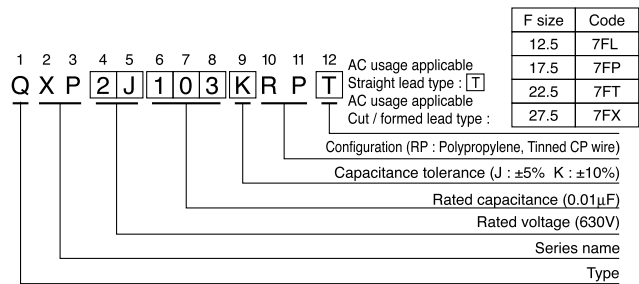 F size Code
12.5 7FL
17.5 7FP
22.5 7FT
27.5 7FX
1 2 3 4 5 6 7 8 9 10 11 12
Q X P 2 J 1 0 3 K R P T
AC usage applicable
Straight lead type : T
AC usage applicable
Cut / formed lead type :
Configuration (RP : Polypropylene, Tinned CP wire)
Capacitance tolerance (J : ±5% K : ±10%)
Rated capacitance (0.01μF)
Rated voltage (630V)
Series name
Type